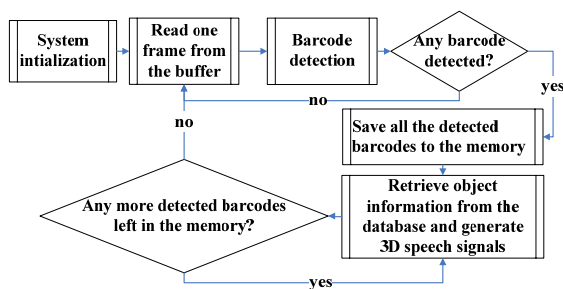 System
intialization
Read one
frame from
the buffer
Barcode
detection
Any barcode
detected?
yes
no
Save all the detected
barcodes to the memory
no
Retrieve object
information from the
database and generate
3D speech signals
Any more detected barcodes
left in the memory?
yes